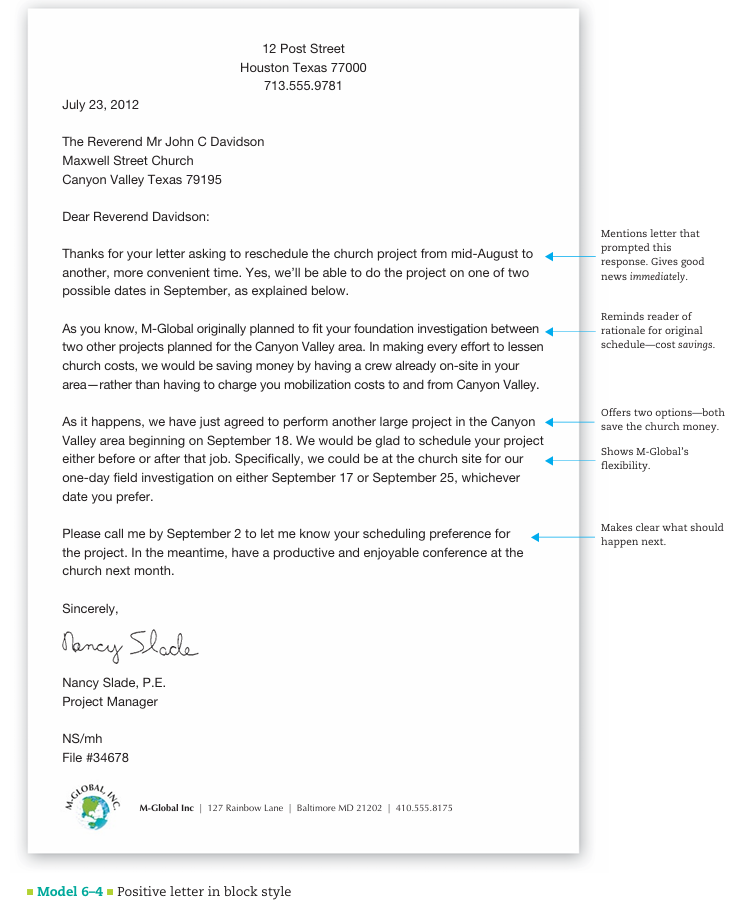 12 Post Street
Houston Texas 77000
713.555.9781
July 23, 2012
The Reverend Mr John C Davidson
Maxwell Street Church
Canyon Valley Texas 79195
Dear Reverend Davidson:
Thanks for your letter asking to reschedule the church project from mid-August to
another, more convenient time. Yes, we'll be able to do the project on one of two
possible dates in September, as explained below.
Mentions letter that
prompted this
response. Gives good
news immediately.
As you know, M-Global originally planned to fit your foundation investigation between
two other projects planned for the Canyon Valley area. In making every effort to lessen
church costs, we would be saving money by having a crew already on-site in your
area—rather than having to charge you mobilization costs to and from Canyon Valley.
Reminds reader of
rationale for original
schedule—cost savings.
As it happens, we have just agreed to perform another large project in the Canyon
Valley area beginning on September 18. We would be glad to schedule your project
either before or after that job. Specifically, we could be at the church site for our
one-day field investigation on either September 17 or September 25, whichever
date you prefer.
Offers two options—both
save the church money.
Shows M-Global's
flexibility.
Please call me by September 2 to let me know your scheduling preference for
the project. In the meantime, have a productive and enjoyable conference at the
church next month.
Makes clear what should
happen next.
Sincerely,
Nancy Slade
Nancy Slade, P.E.
Project Manager
NS/mh
File #34678
M-GLOBAL, INC.
M-Global Inc | 127 Rainbow Lane | Baltimore MD 21202 | 410.555.8175
Model 6–4 Positive letter in block style